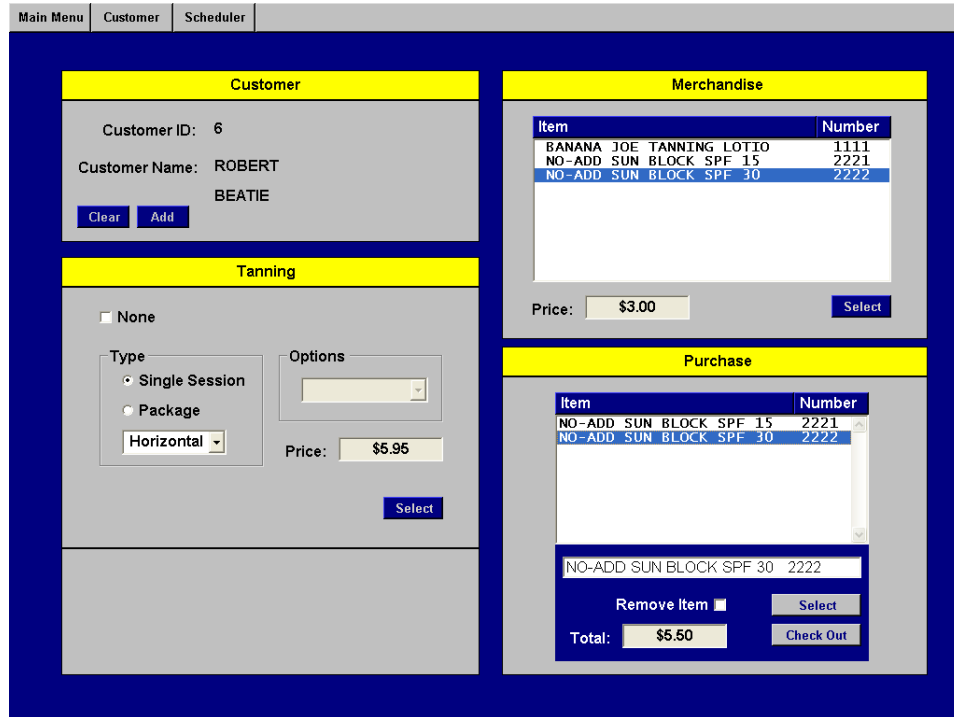 Main Menu Customer Scheduler
Customer
Customer ID: 6
Customer Name: ROBERT
BEATIE
Clear Add
Tanning
None
Type
Single Session
Package
Horizontal
Options
Price: $5.95
Select
Merchandise
Item Number
BANANA JOE TANNING LOTIO 1111
NO-ADD SUN BLOCK SPF 15 2221
NO-ADD SUN BLOCK SPF 30 2222
Price: $3.00
Select
Purchase
Item Number
NO-ADD SUN BLOCK SPF 15 2221
NO-ADD SUN BLOCK SPF 30 2222
NO-ADD SUN BLOCK SPF 30 2222
Remove Item
Select
Total: $5.50
Check Out